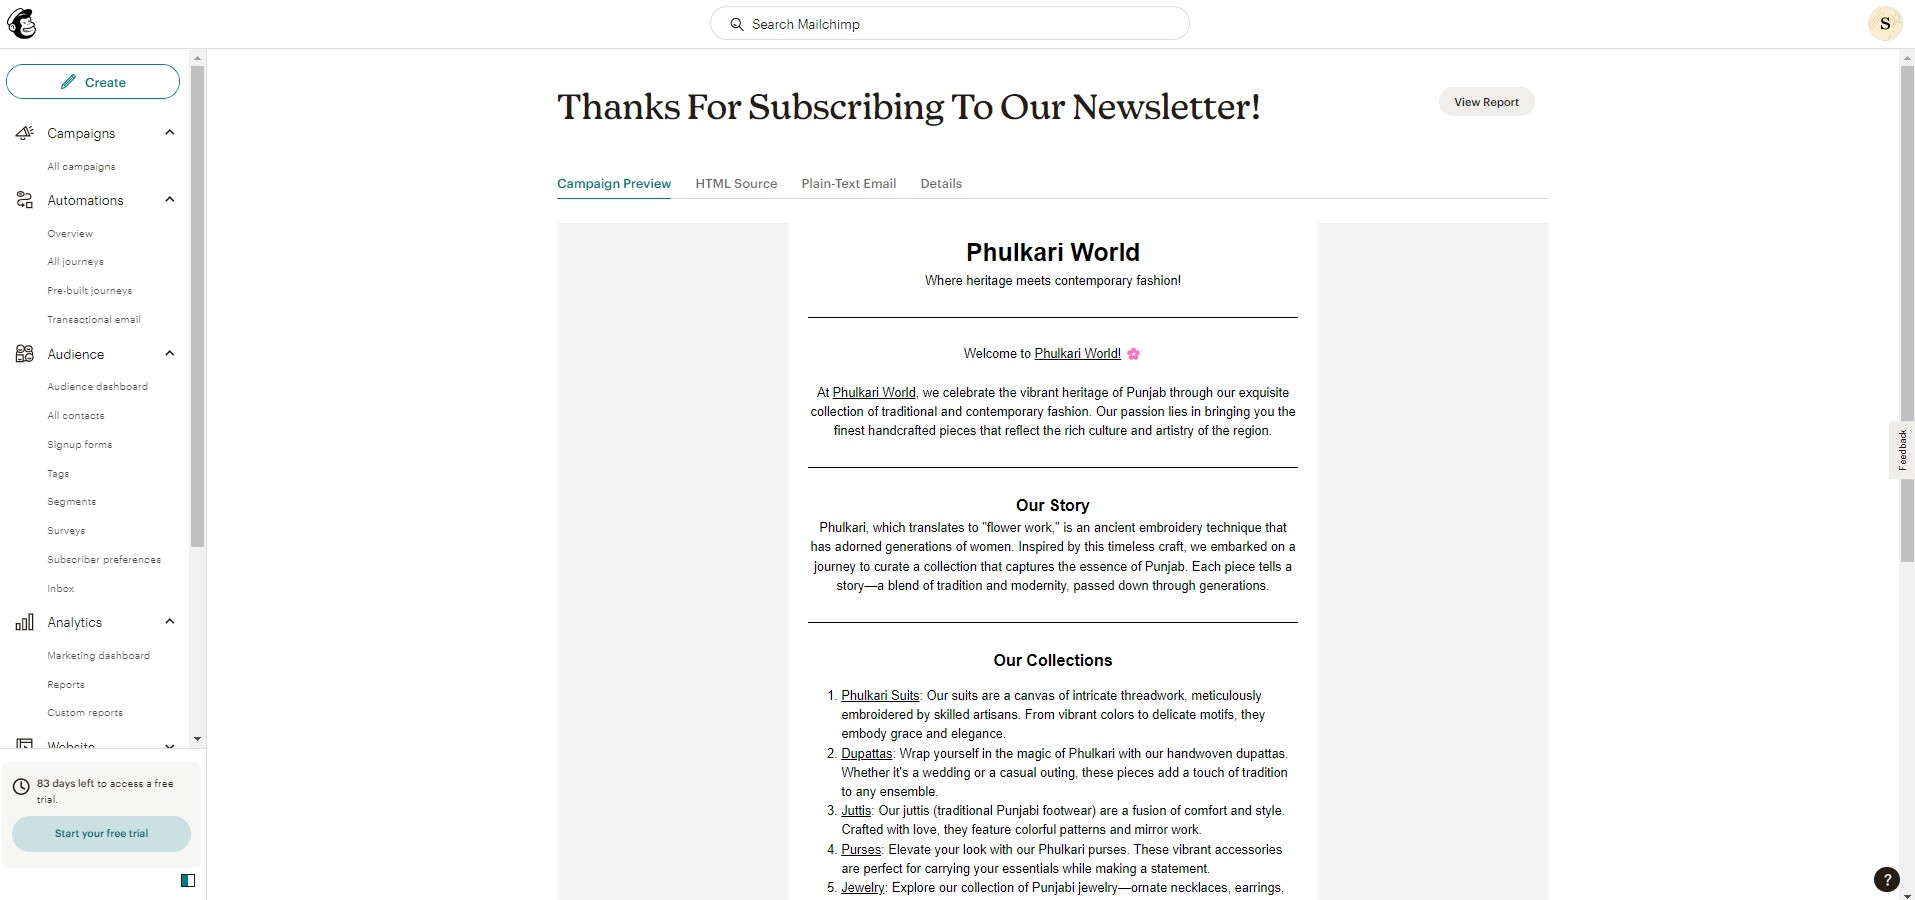 Search Mailchimp
S
Create
Campaigns
All campaigns
Automations
Overview
All journeys
Pre-built journeys
Transactional email
Audience
Audience dashboard
All contacts
Signup forms
Tags
Segments
Surveys
Subscriber preferences
Inbox
Analytics
Marketing dashboard
Reports
Custom reports
Website
83 days left to access a free
trial.
Start your free trial
Thanks For Subscribing To Our Newsletter!
View Report
Campaign Preview HTML Source Plain-Text Email Details
Phulkari World
Where heritage meets contemporary fashion!
Welcome to Phulkari World! 🌸
At Phulkari World, we celebrate the vibrant heritage of Punjab through our exquisite
collection of traditional and contemporary fashion. Our passion lies in bringing you the
finest handcrafted pieces that reflect the rich culture and artistry of the region.
Our Story
Phulkari, which translates to "flower work," is an ancient embroidery technique that
has adorned generations of women. Inspired by this timeless craft, we embarked on a
journey to curate a collection that captures the essence of Punjab. Each piece tells a
story—a blend of tradition and modernity, passed down through generations.
Our Collections
1. Phulkari Suits: Our suits are a canvas of intricate threadwork, meticulously
embroidered by skilled artisans. From vibrant colors to delicate motifs, they
embody grace and elegance.
2. Dupattas: Wrap yourself in the magic of Phulkari with our handwoven dupattas.
Whether it's a wedding or a casual outing, these pieces add a touch of tradition
to any ensemble.
3. Juttis: Our juttis (traditional Punjabi footwear) are a fusion of comfort and style.
Crafted with love, they feature colorful patterns and mirror work.
4. Purses: Elevate your look with our Phulkari purses. These vibrant accessories
are perfect for carrying your essentials while making a statement.
5. Jewelry: Explore our collection of Punjabi jewelry—ornate necklaces, earrings,
Feedback
?